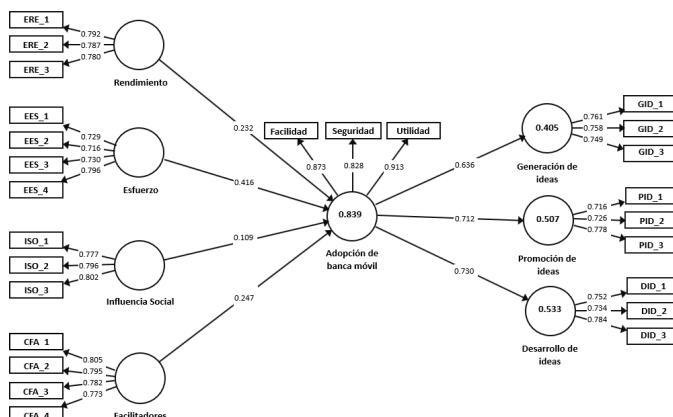 ERE_1
ERE_2
ERE_3
0.792
0.787
0.780
Rendimiento
EES_1
EES_2
EES_3
EES_4
0.729
0.716
0.730
0.796
Esfuerzo
ISO_1
ISO_2
ISO_3
0.777
0.796
0.802
Influencia Social
CFA_1
CFA_2
CFA_3
CFA_4
0.805
0.795
0.782
0.773
Facilitadores
0.232
0.416
0.109
0.247
Facilidad
Seguridad
Utilidad
0.873
0.828
0.913
0.839
Adopción de
banca móvil
0.636
0.712
0.730
0.405
Generación de
ideas
0.761
0.758
0.749
GID_1
GID_2
GID_3
0.507
Promoción de
ideas
0.716
0.726
0.778
PID_1
PID_2
PID_3
0.533
Desarrollo de
ideas
0.752
0.734
0.784
DID_1
DID_2
DID_3